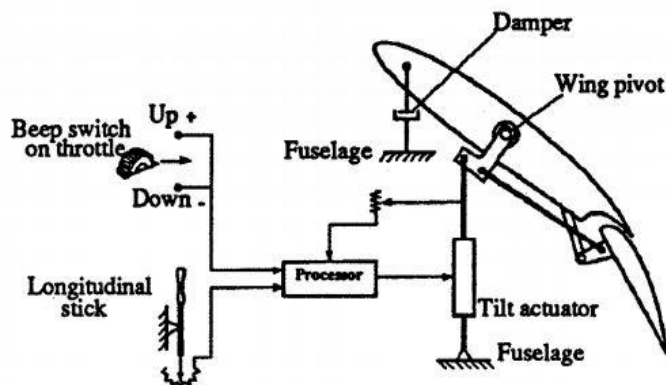 Damper
Wing pivot
Up +
Beep switch
on throttle
Fuselage
Down -
Processor
Longitudinal
stick
Tilt actuator
Fuselage